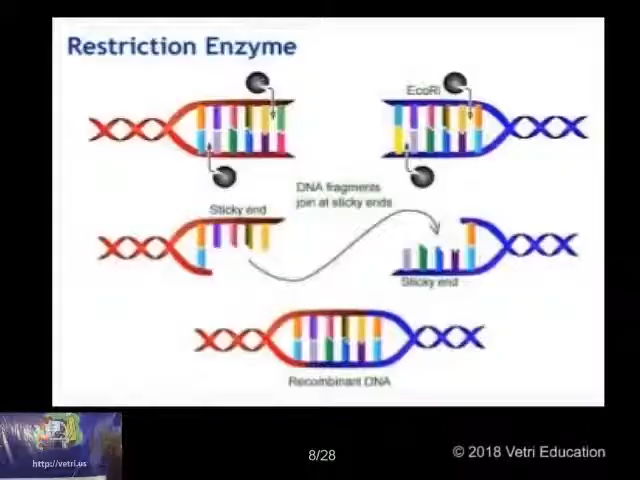 Restriction Enzyme
EcoRI
DNA fragments
join at sticky ends
Sticky end
Sticky end
Recombinant DNA
http://vetri.us
8/28
© 2018 Vetri Education